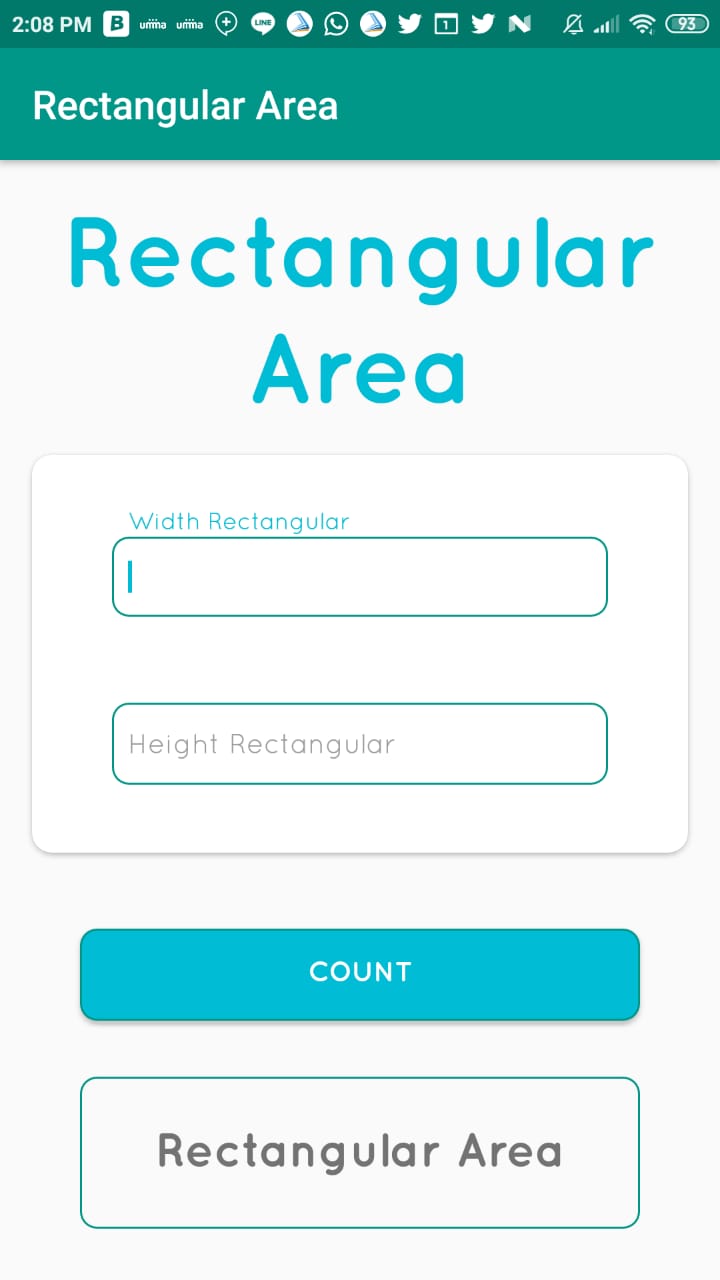 2:08 PM B umma umma LINE 1 N 93
Rectangular Area
Rectangular
Area
Width Rectangular
Height Rectangular
COUNT
Rectangular Area